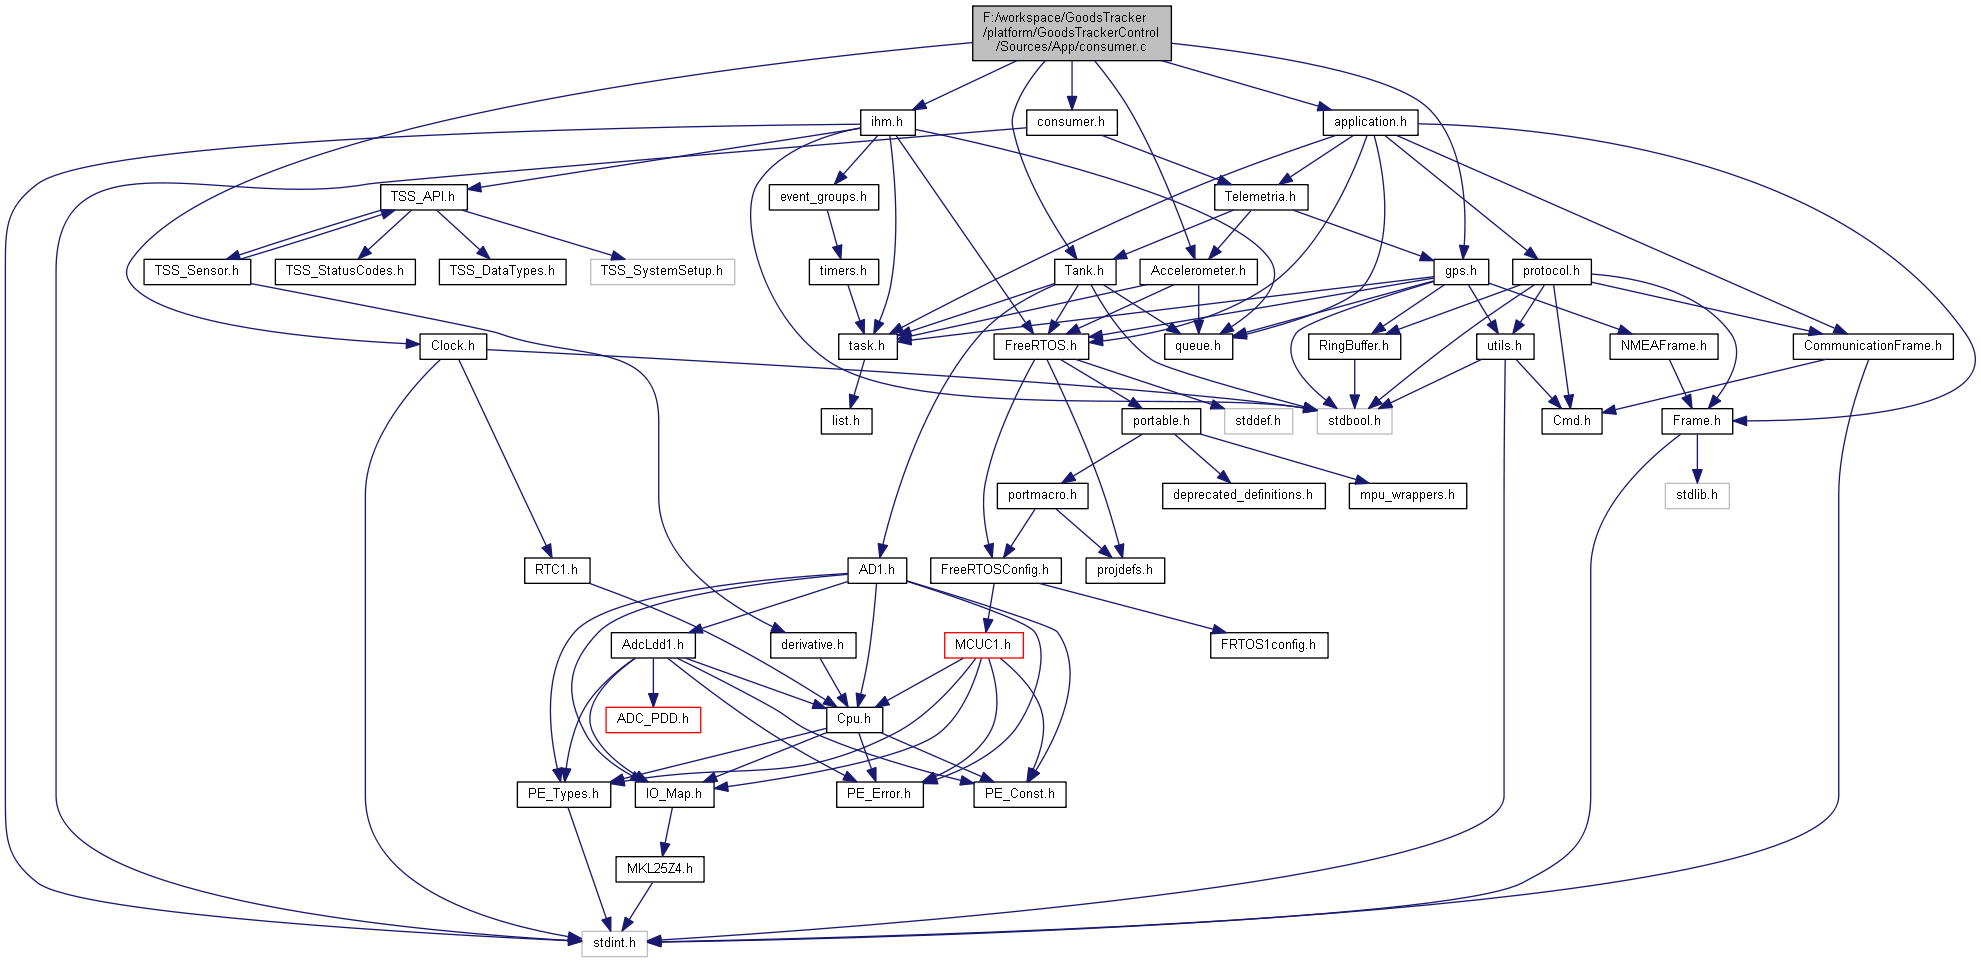 F:/workspace/GoodsTracker
/platform/GoodsTrackerControl
/Sources/App/consumer.c
ihm.h
consumer.h
application.h
TSS_API.h
event_groups.h
Telemetria.h
TSS_Sensor.h
TSS_StatusCodes.h
TSS_DataTypes.h
TSS_SystemSetup.h
timers.h
Tank.h
Accelerometer.h
gps.h
protocol.h
Clock.h
task.h
FreeRTOS.h
queue.h
RingBuffer.h
utils.h
NMEAFrame.h
CommunicationFrame.h
list.h
portable.h
stddef.h
stdbool.h
Cmd.h
Frame.h
portmacro.h
deprecated_definitions.h
mpu_wrappers.h
stdlib.h
RTC1.h
AD1.h
FreeRTOSConfig.h
projdefs.h
AdcLdd1.h
derivative.h
MCUC1.h
FRTOS1config.h
ADC_PDD.h
Cpu.h
PE_Types.h
IO_Map.h
PE_Error.h
PE_Const.h
MKL25Z4.h
stdint.h